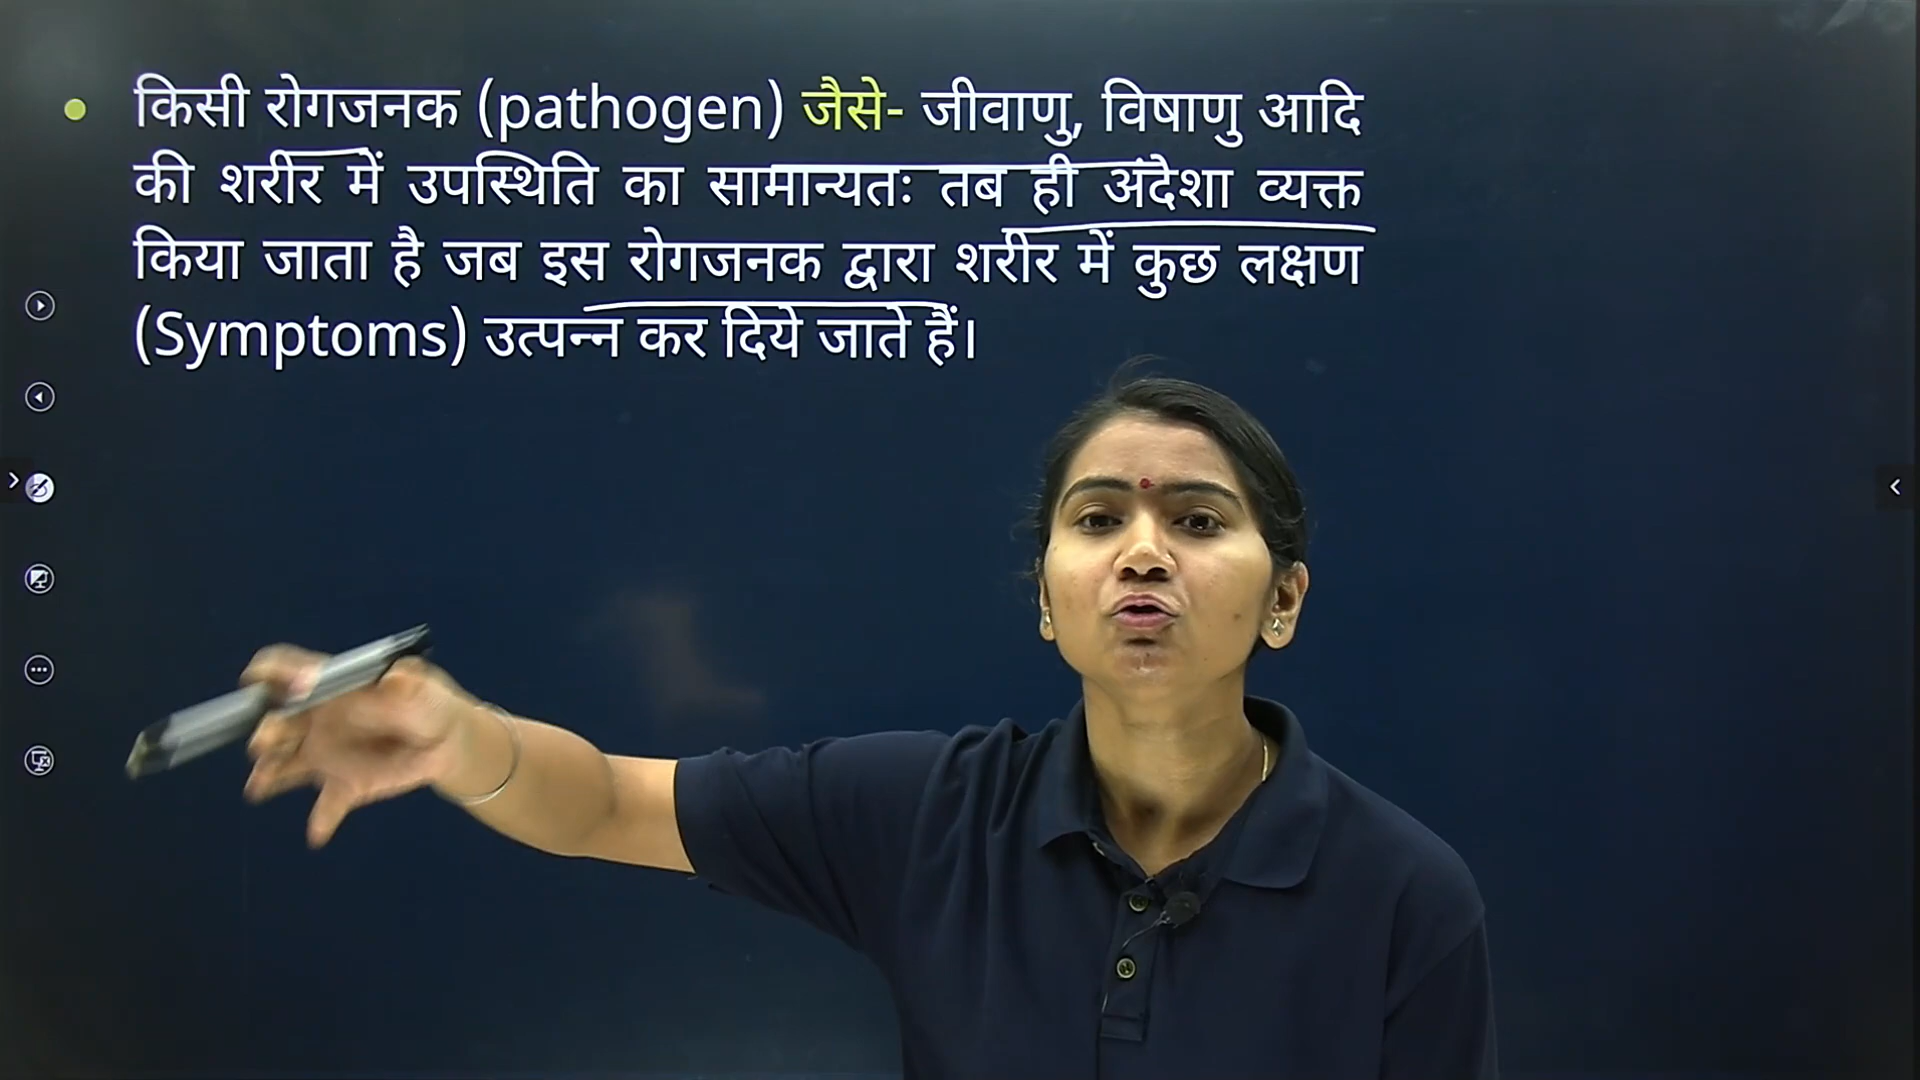 किसी रोगजनक (pathogen) जैसे- जीवाणु, विषाणु आदि
की शरीर में उपस्थिति का सामान्यतः तब ही अंदेशा व्यक्त
किया जाता है जब इस रोगजनक द्वारा शरीर में कुछ लक्षण
(Symptoms) उत्पन्न कर दिये जाते हैं।